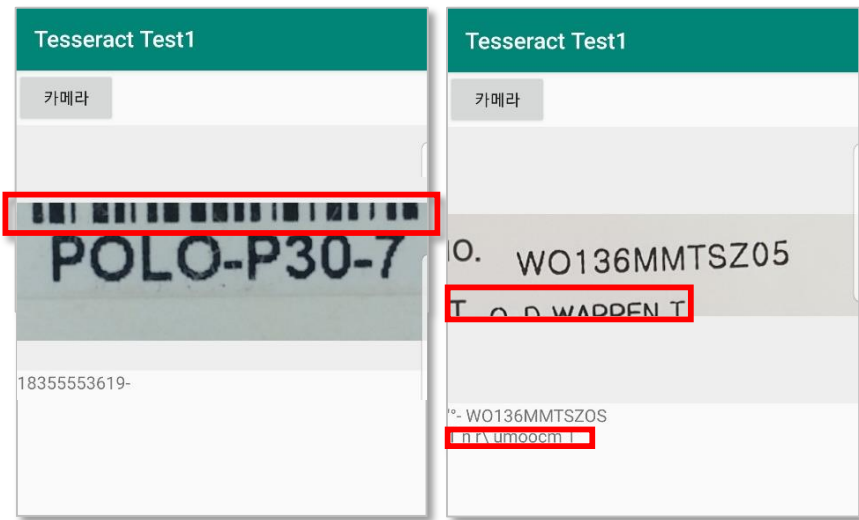 Tesseract Test1
카메라
POLO-P30-7
18355553619-
Tesseract Test1
카메라
O. WO136MMTSZ05
"°- WO136MMTSZOS